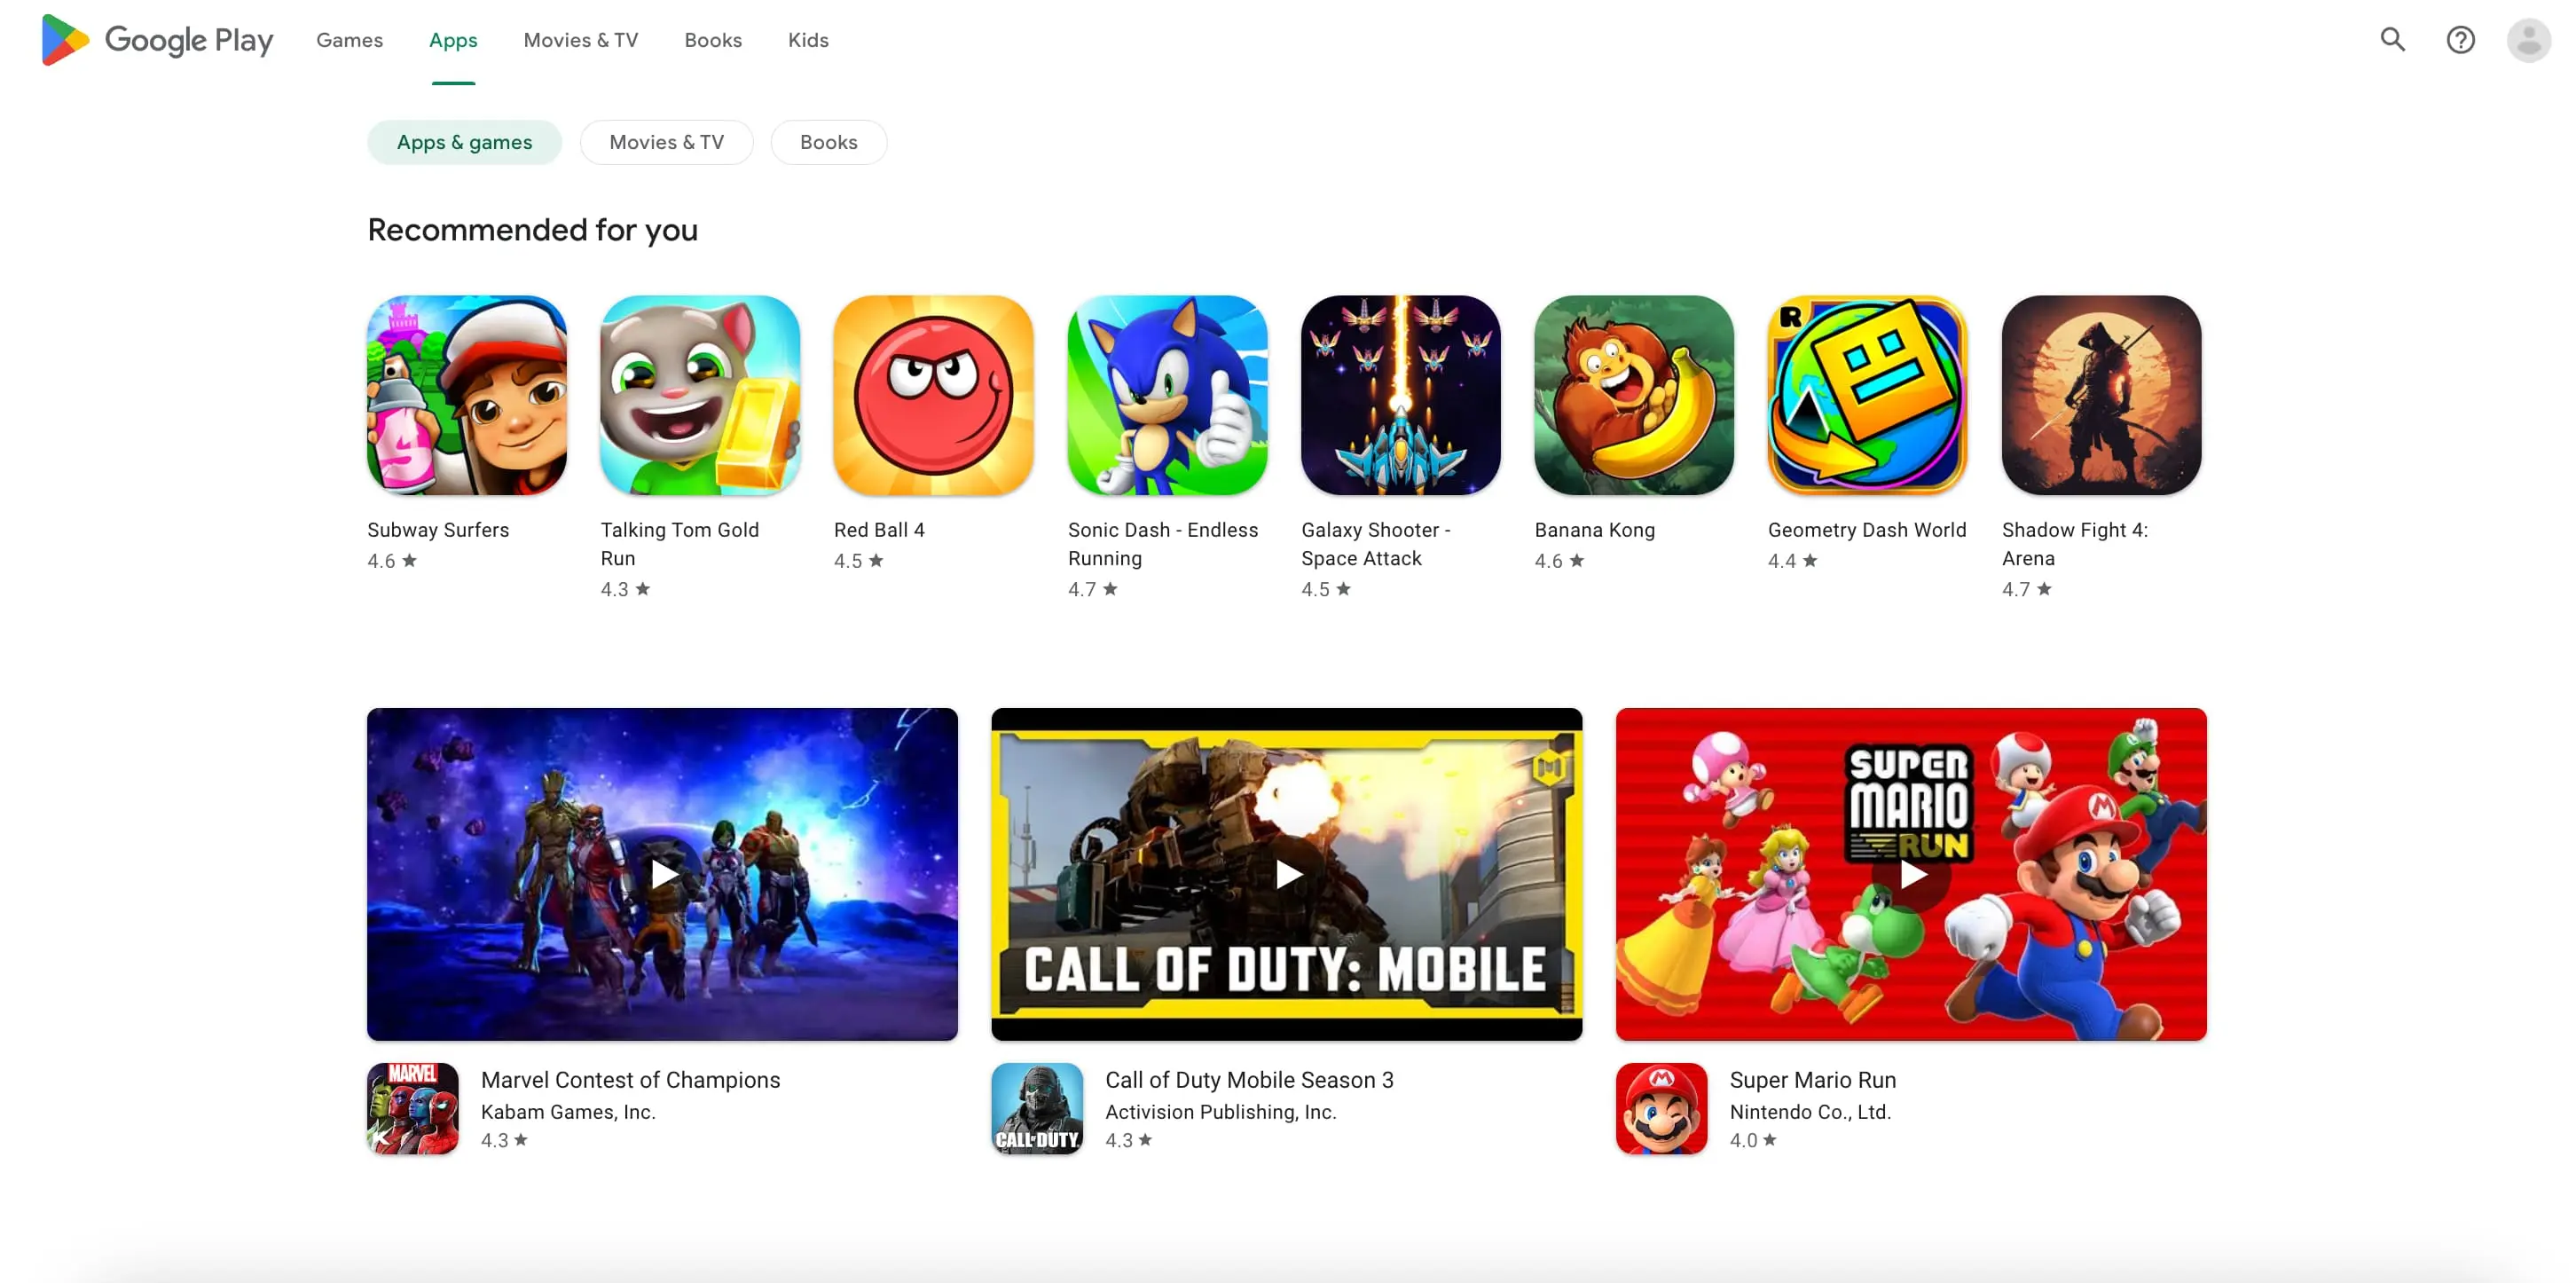 Google Play Games Apps Movies & TV Books Kids
Apps & games Movies & TV Books
Recommended for you
R
Subway Surfers
4.6 ★
Talking Tom Gold
Run
4.3 ★
Red Ball 4
4.5 ★
Sonic Dash - Endless
Running
4.7 ★
Galaxy Shooter -
Space Attack
4.5 ★
Banana Kong
4.6 ★
Geometry Dash World
4.4 ★
Shadow Fight 4:
Arena
4.7 ★
CALL OF DUTY: MOBILE
SUPER
MARIO
RUN
MARVEL
Marvel Contest of Champions
Kabam Games, Inc.
4.3 ★
CALL OF DUTY
Call of Duty Mobile Season 3
Activision Publishing, Inc.
4.3 ★
M
Super Mario Run
Nintendo Co., Ltd.
4.0 ★